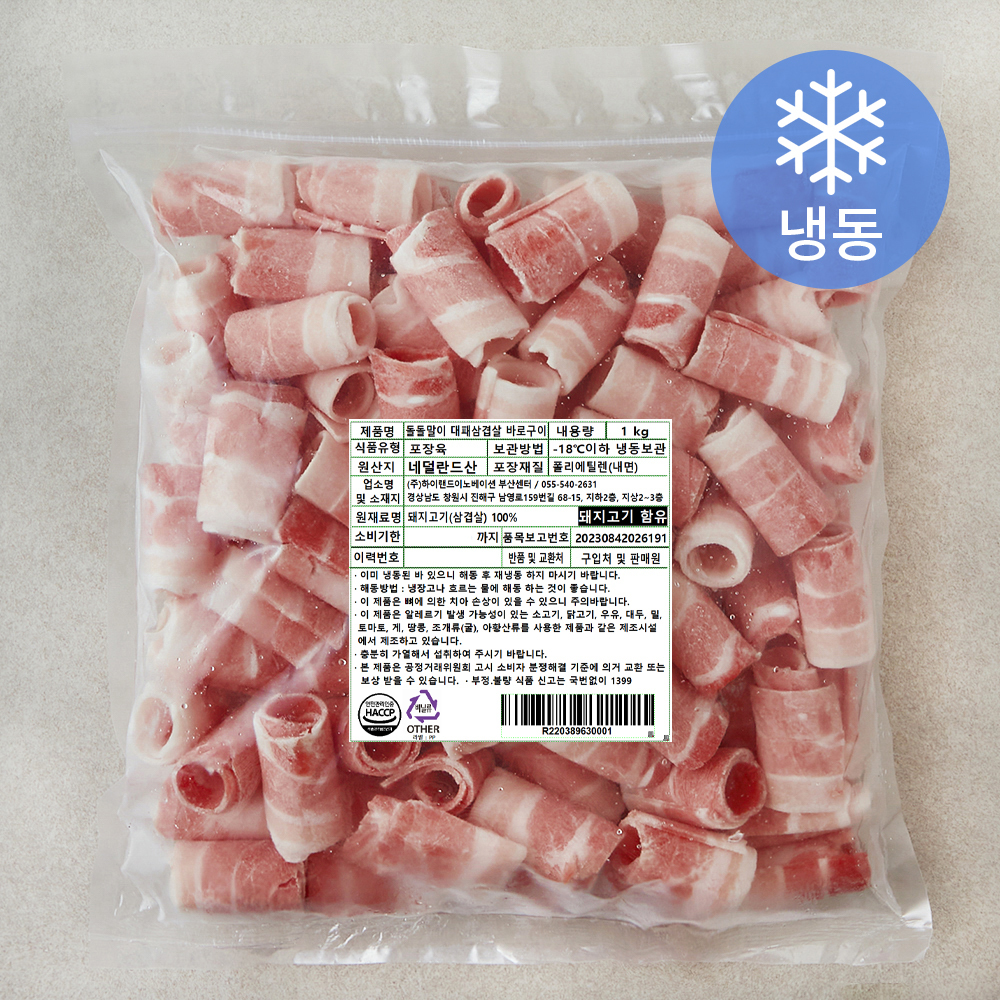 냉동
제품명 돌돌말이 대패삼겹살 바로구이 내용량 1 kg
식품유형 포장육 보관방법 -18℃이하 냉동보관
원산지 네덜란드산 포장재질 폴리에틸렌(내면)
업소명 및 소재지 (주)하이랜드이노베이션 부산센터 / 055-540-2631
경상남도 창원시 진해구 남영로159번길 68-15, 지하2층, 지상2~3층
원재료명 돼지고기(삼겹살) 100% 돼지고기 함유
소비기한 까지 품목보고번호 20230842026191
이력번호 반품 및 교환처 구입처 및 판매원
· 이미 냉동된 바 있으니 해동 후 재냉동 하지 마시기 바랍니다.
· 해동방법 : 냉장고나 흐르는 물에 해동 하는 것이 좋습니다.
· 이 제품은 뼈에 의한 치아 손상이 있을 수 있으니 주의바랍니다.
· 이 제품은 알레르기 발생 가능성이 있는 소고기, 닭고기, 우유, 대두, 밀,
토마토, 게, 땅콩, 조개류(굴), 아황산류를 사용한 제품과 같은 제조시설
에서 제조하고 있습니다.
· 충분히 가열해서 섭취하여 주시기 바랍니다.
· 본 제품은 공정거래위원회 고시 소비자 분쟁해결 기준에 의거 교환 또는
보상 받을 수 있습니다. · 부정.불량 식품 신고는 국번없이 1399
안전관리인증
HACCP
비닐류
OTHER
라벨 : PP
R220389630001